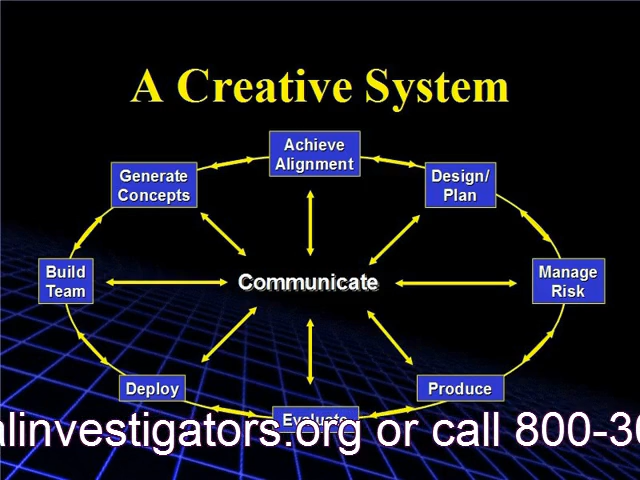 A Creative System
Achieve
Alignment
Generate
Concepts
Design/
Plan
Build
Team
Communicate
Manage
Risk
Deploy
Produce
Evaluate
alinvestigators.org or call 800-30